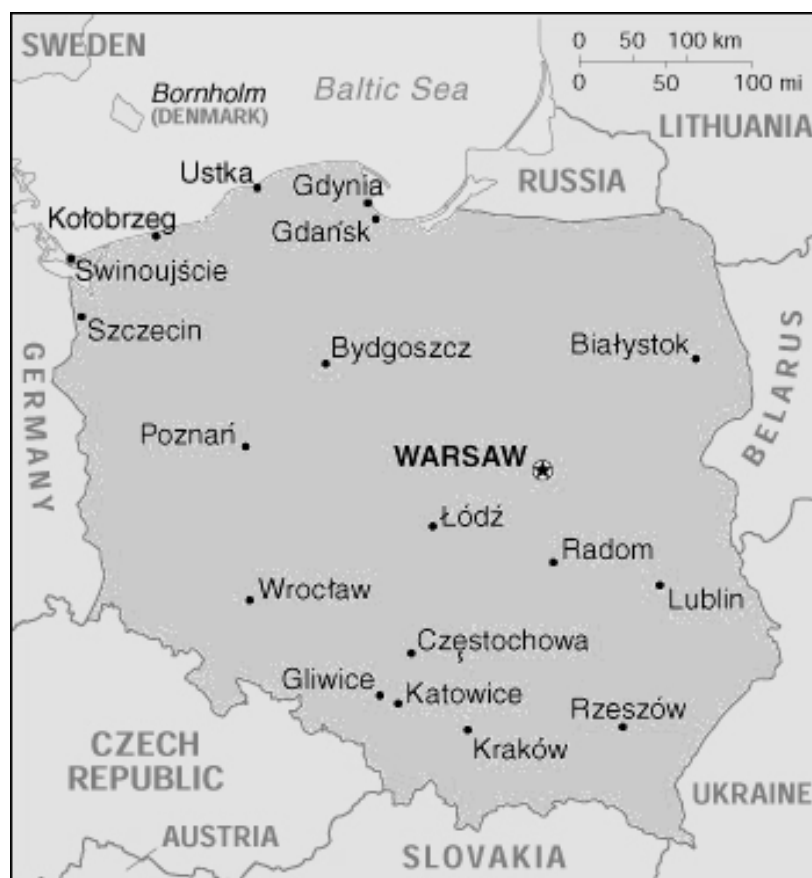 SWEDEN
0 50 100 km
0 50 100 mi
Bornholm
(DENMARK)
Baltic Sea
LITHUANIA
Ustka
Gdynia
RUSSIA
Kołobrzeg
Gdańsk
Swinoujście
Szczecin
Bydgoszcz
Białystok
GERMANY
BELARUS
Poznań
WARSAW
Łódź
Radom
Wrocław
Lublin
Częstochowa
Gliwice
Katowice
Rzeszów
Kraków
CZECH
REPUBLIC
UKRAINE
AUSTRIA
SLOVAKIA